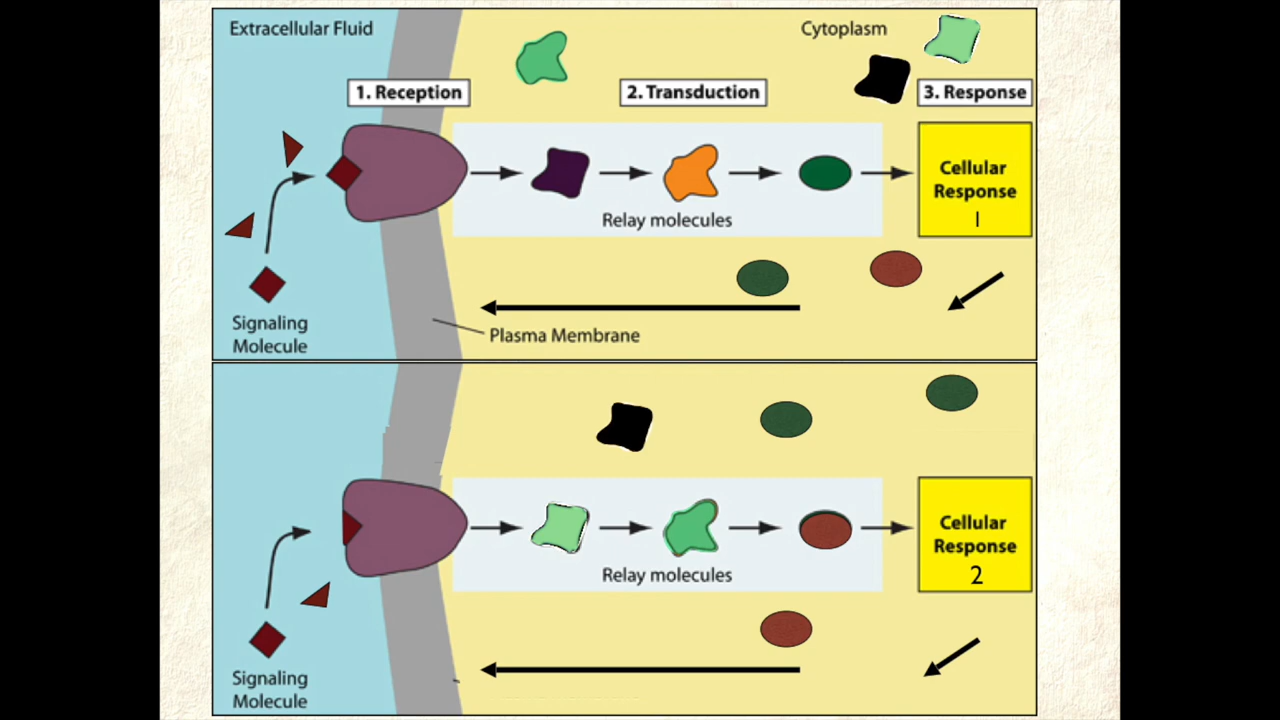 Extracellular Fluid
Cytoplasm
1. Reception
2. Transduction
3. Response
Cellular
Response
1
Relay molecules
Signaling
Molecule
Plasma Membrane
Cellular
Response
2
Relay molecules
Signaling
Molecule